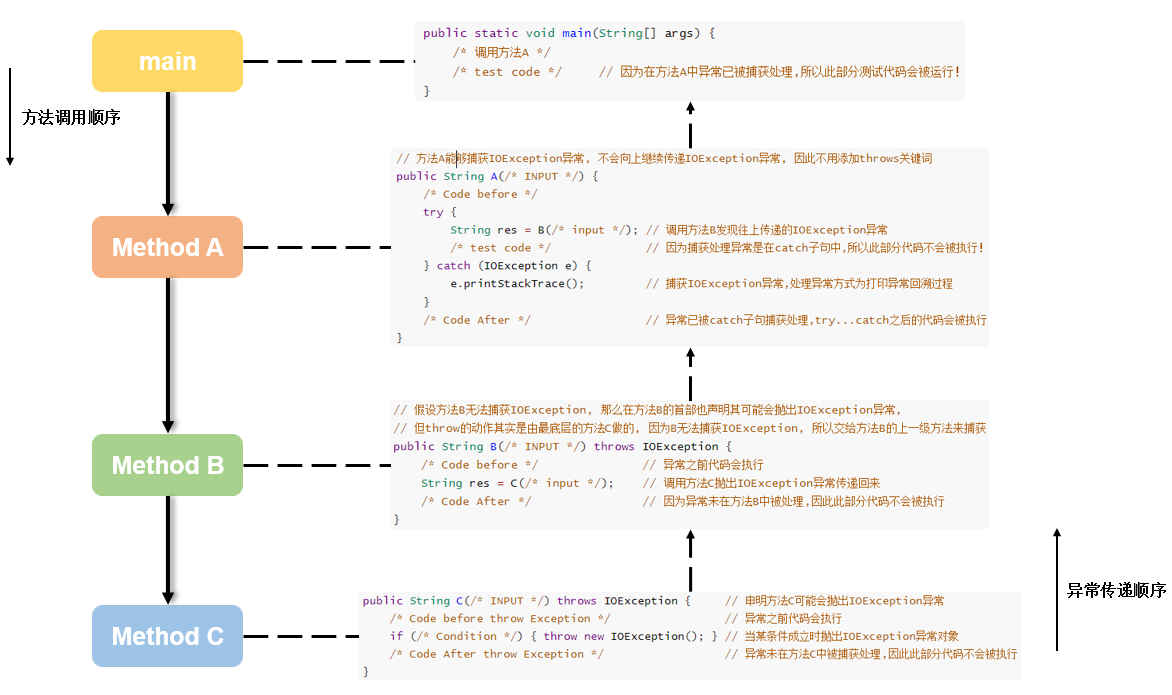 main
public static void main(String[] args) {
/* 调用方法A */
/* test code */ // 因为在方法A中异常已被捕获处理,所以此部分测试代码会被运行!
}
方法调用顺序
// 方法A能够捕获IOException异常, 不会向上继续传递IOException异常, 因此不用添加throws关键词
public String A(/* INPUT */) {
/* Code before */
try {
String res = B(/* input */); // 调用方法B发现往上传递的IOException异常
/* test code */ // 因为捕获处理异常是在catch子句中,所以此部分代码不会被执行!
} catch (IOException e) {
e.printStackTrace(); // 捕获IOException异常,处理异常方式为打印异常回溯过程
}
/* Code After */ // 异常已被catch子句捕获处理,try...catch之后的代码会被执行
}
Method A
// 假设方法B无法捕获IOException, 那么在方法B的首部也声明其可能会抛出IOException异常,
// 但throw的动作其实是由最底层的方法C做的, 因为B无法捕获IOException, 所以交给方法B的上一级方法来捕获
public String B(/* INPUT */) throws IOException {
/* Code before */ // 异常之前代码会执行
String res = C(/* input */); // 调用方法C抛出IOException异常传递回来
/* Code After */ // 因为异常未在方法B中被处理,因此此部分代码不会被执行
}
Method B
异常传递顺序
public String C(/* INPUT */) throws IOException { // 申明方法C可能会抛出IOException异常
/* Code before throw Exception */ // 异常之前代码会执行
if (/* Condition */) { throw new IOException(); } // 当某条件成立时抛出IOException异常对象
/* Code After throw Exception */ // 异常未在方法C中被捕获处理,因此此部分代码不会被执行
}
Method C